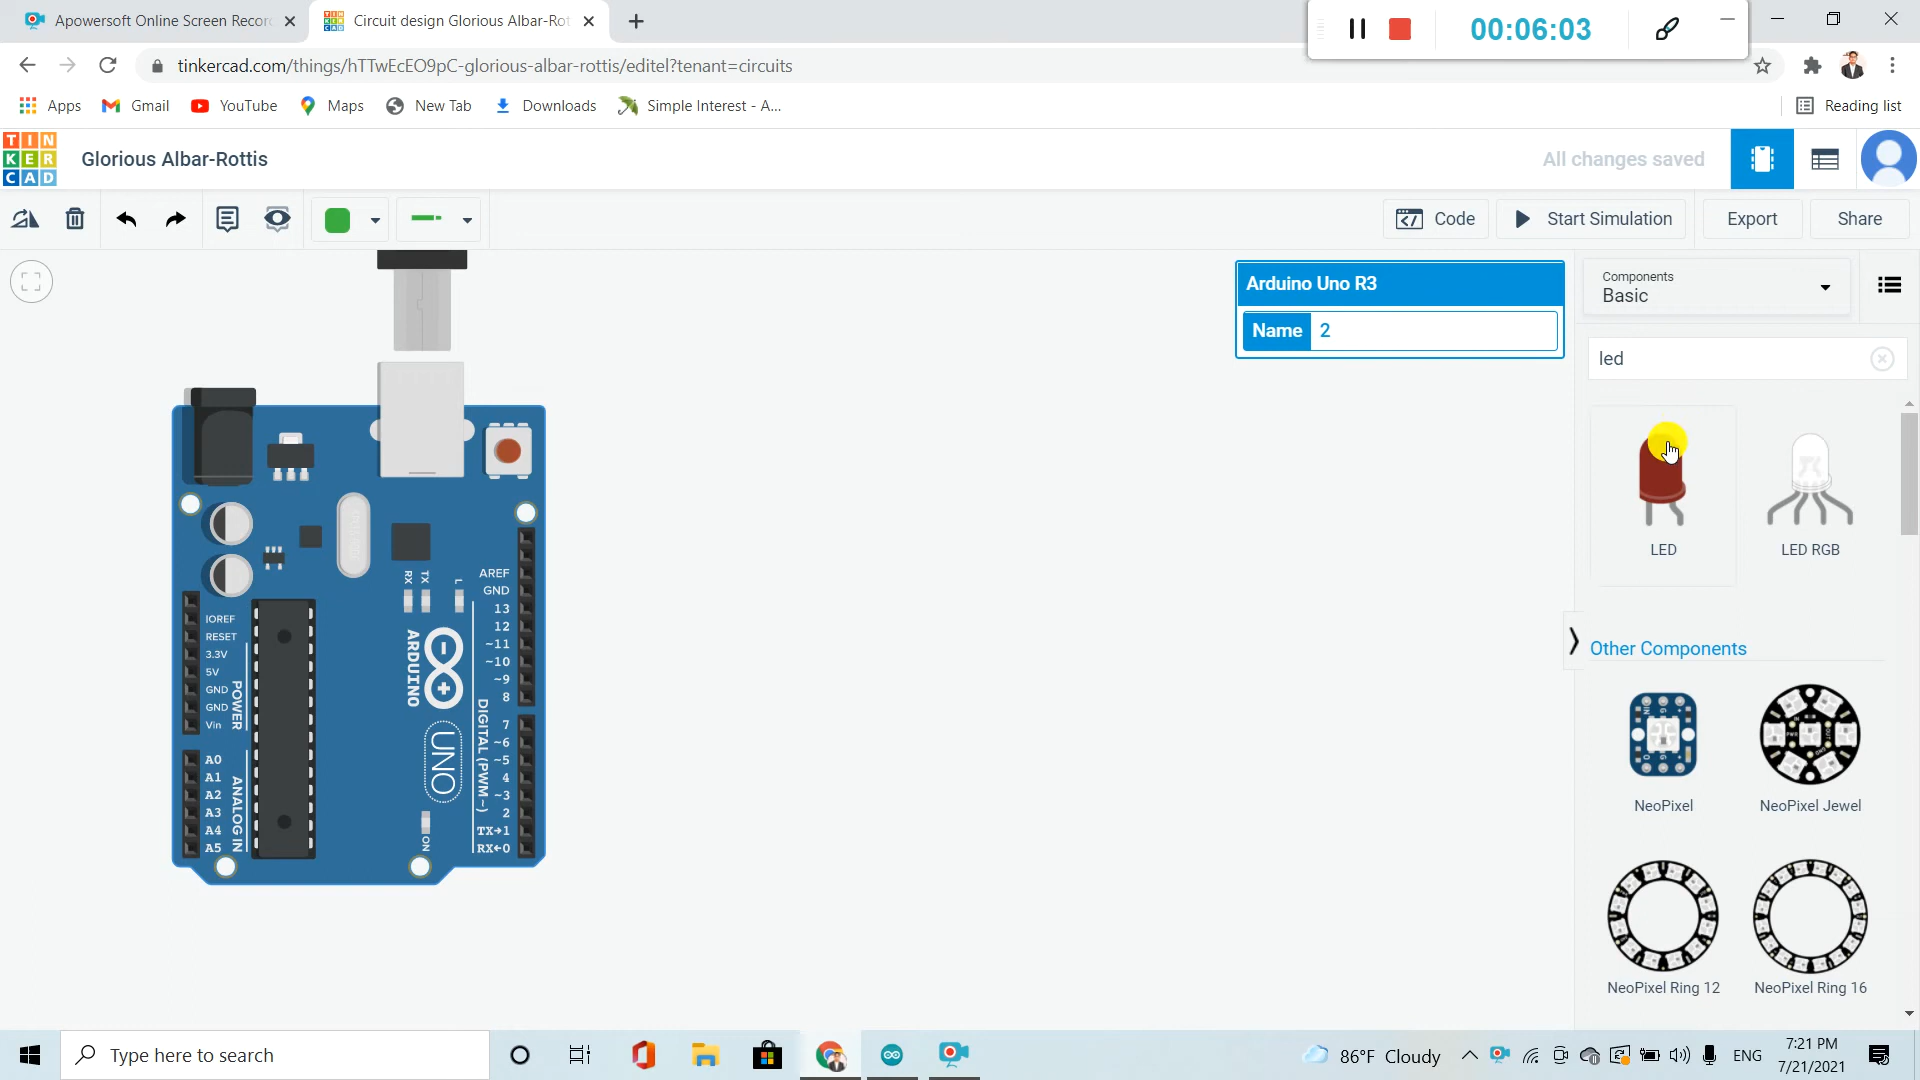 Apowersoft Online Screen Recor
Circuit design Glorious Albar-Rot
00:06:03
tinkercad.com/things/hTTwEcEO9pC-glorious-albar-rottis/editel?tenant=circuits
Apps
Gmail
YouTube
Maps
New Tab
Downloads
Simple Interest - A...
Reading list
TIN
KER
CAD
Glorious Albar-Rottis
All changes saved
Code
Start Simulation
Export
Share
Arduino Uno R3
Name 2
Components
Basic
led
LED
LED RGB
Other Components
NeoPixel
NeoPixel Jewel
NeoPixel Ring 12
NeoPixel Ring 16
AREF
GND
13
12
~11
~10
~9
8
7
~6
~5
4
~3
2
TX→1
RX←0
DIGITAL (PWM~)
RX
TX
L
ARDUINO
UNO
ON
IOREF
RESET
3.3V
5V
GND
GND
Vin
POWER
A0
A1
A2
A3
A4
A5
ANALOG IN
Type here to search
86°F Cloudy
ENG
7:21 PM
7/21/2021